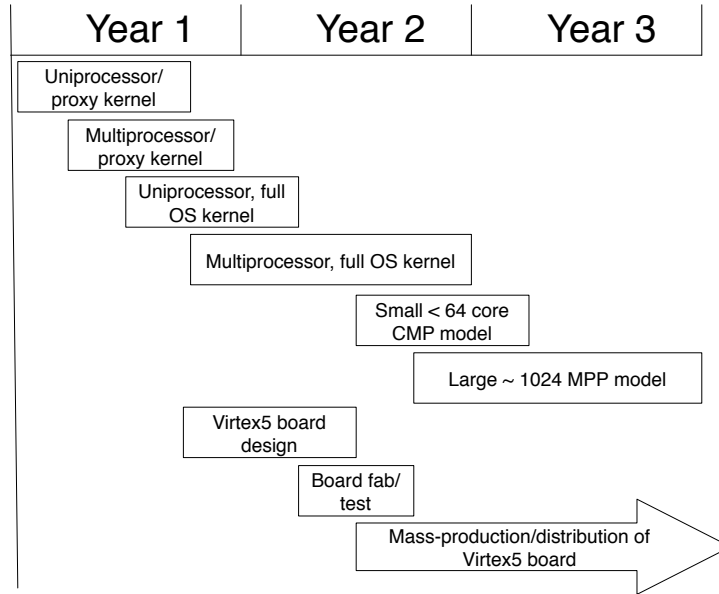 Year 1 Year 2 Year 3
Uniprocessor/
proxy kernel
Multiprocessor/
proxy kernel
Uniprocessor, full
OS kernel
Multiprocessor, full OS kernel
Small < 64 core
CMP model
Large ~ 1024 MPP model
Virtex5 board
design
Board fab/
test
Mass-production/distribution of
Virtex5 board